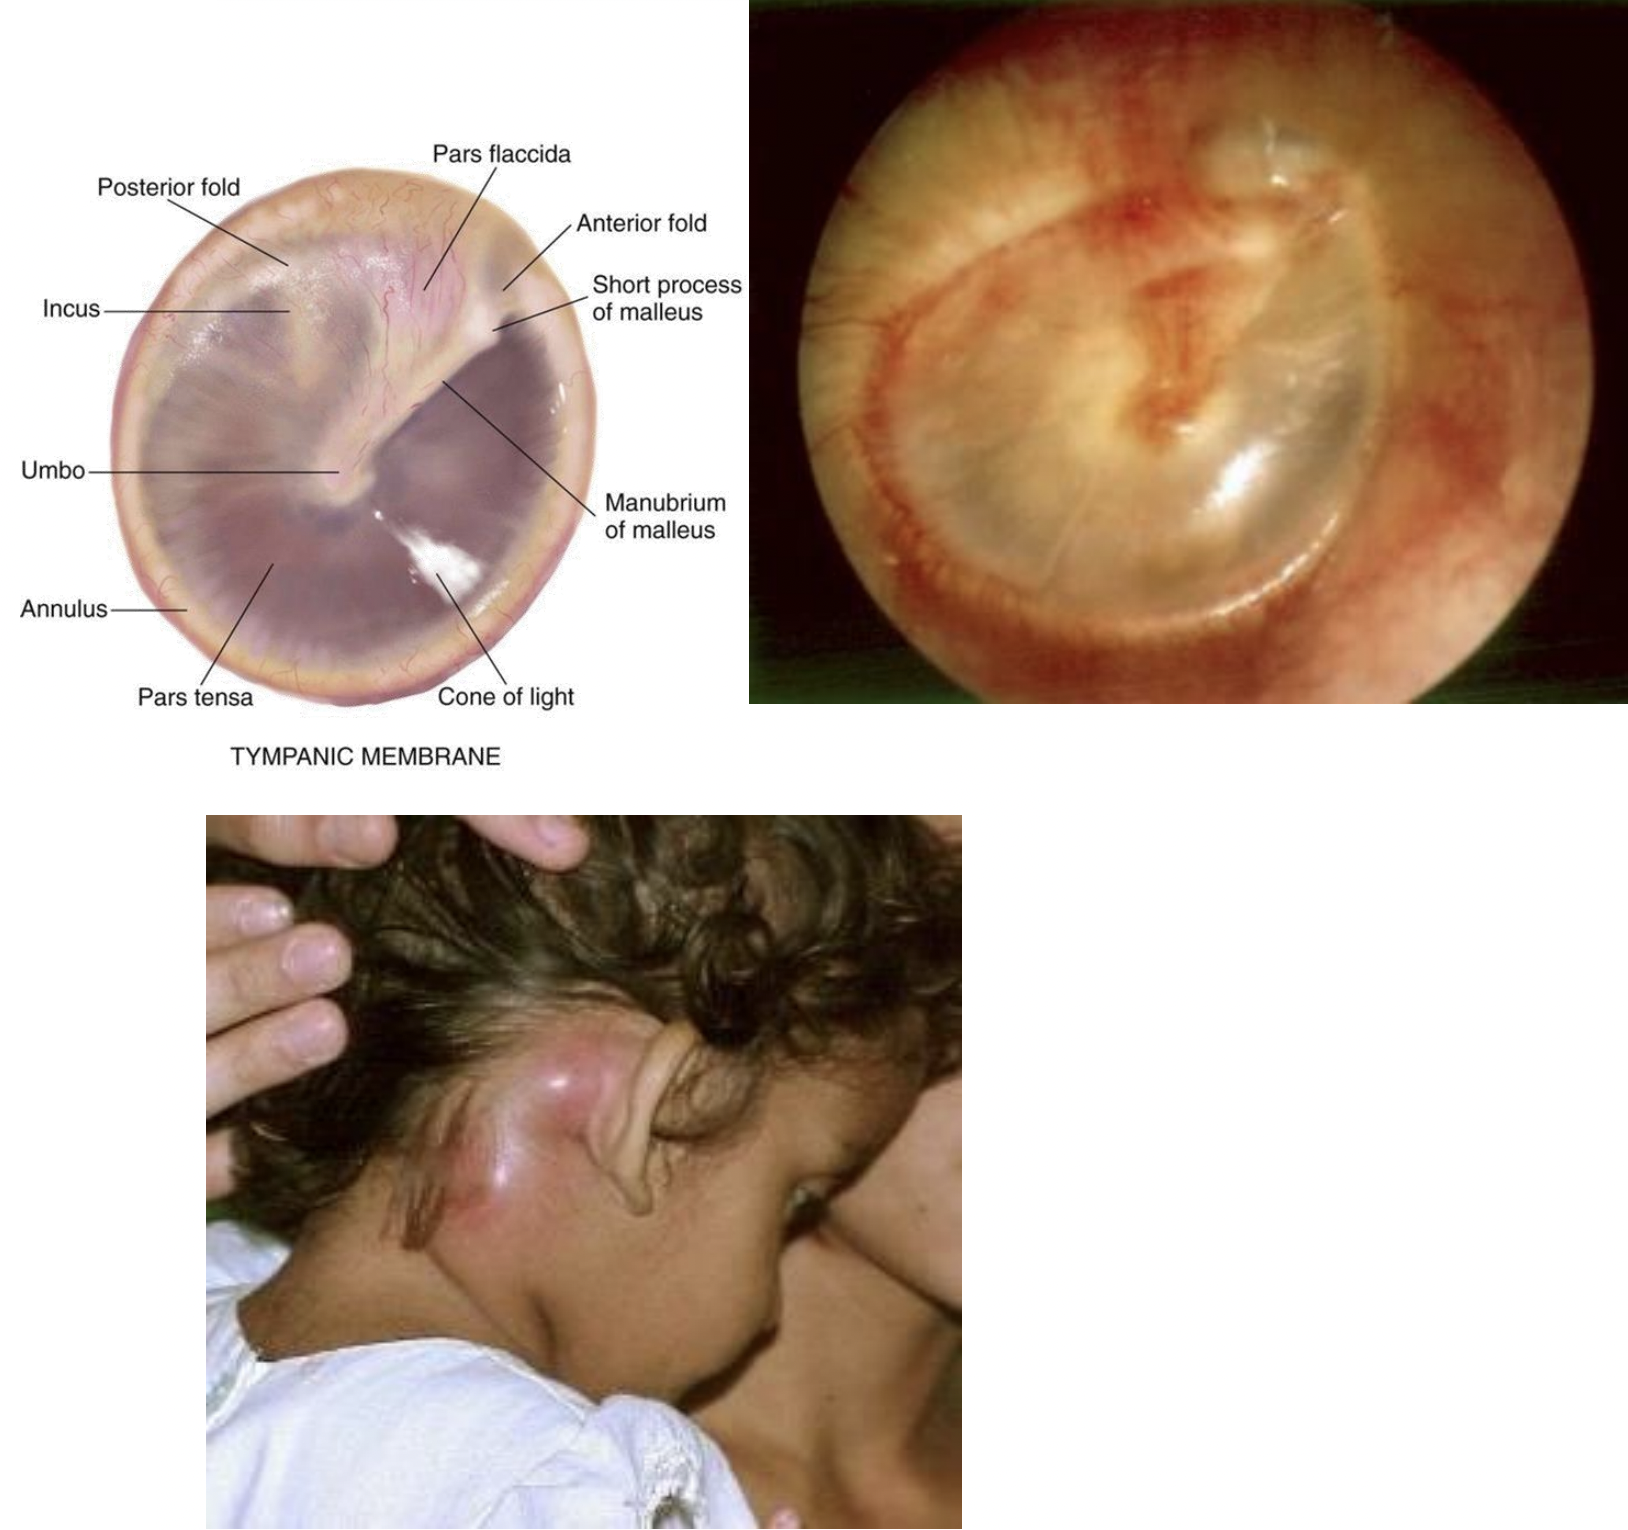 Pars flaccida
Posterior fold
Anterior fold
Short process
of malleus
Incus
Umbo
Manubrium
of malleus
Annulus
Pars tensa
Cone of light
TYMPANIC MEMBRANE